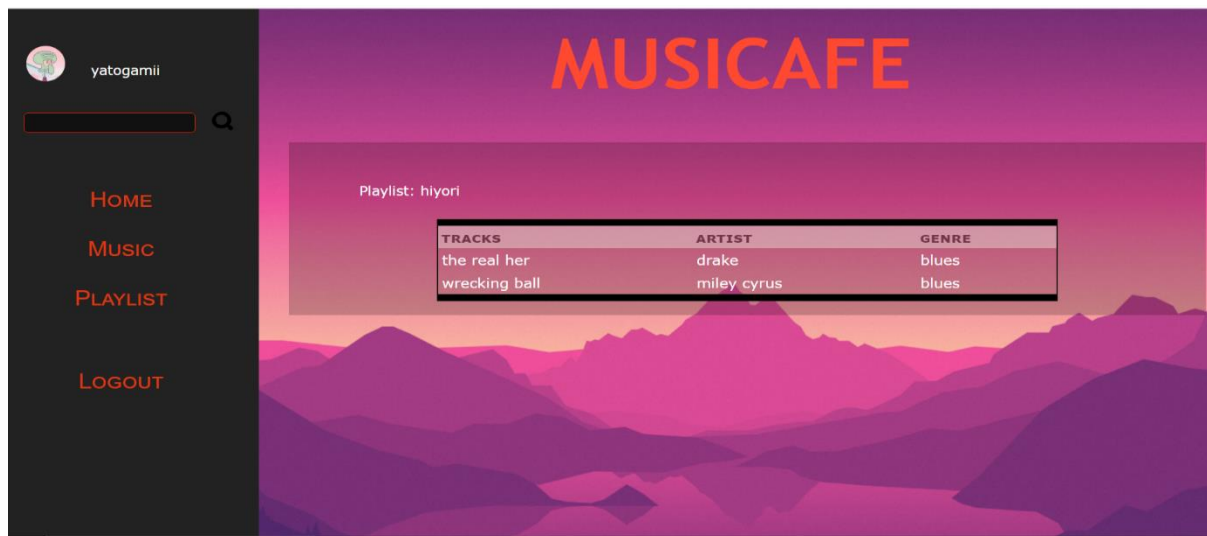 yatogamii
Home
Music
Playlist
Logout
MUSICAFE
Playlist: hiyori
TRACKS ARTIST GENRE
the real her drake blues
wrecking ball miley cyrus blues